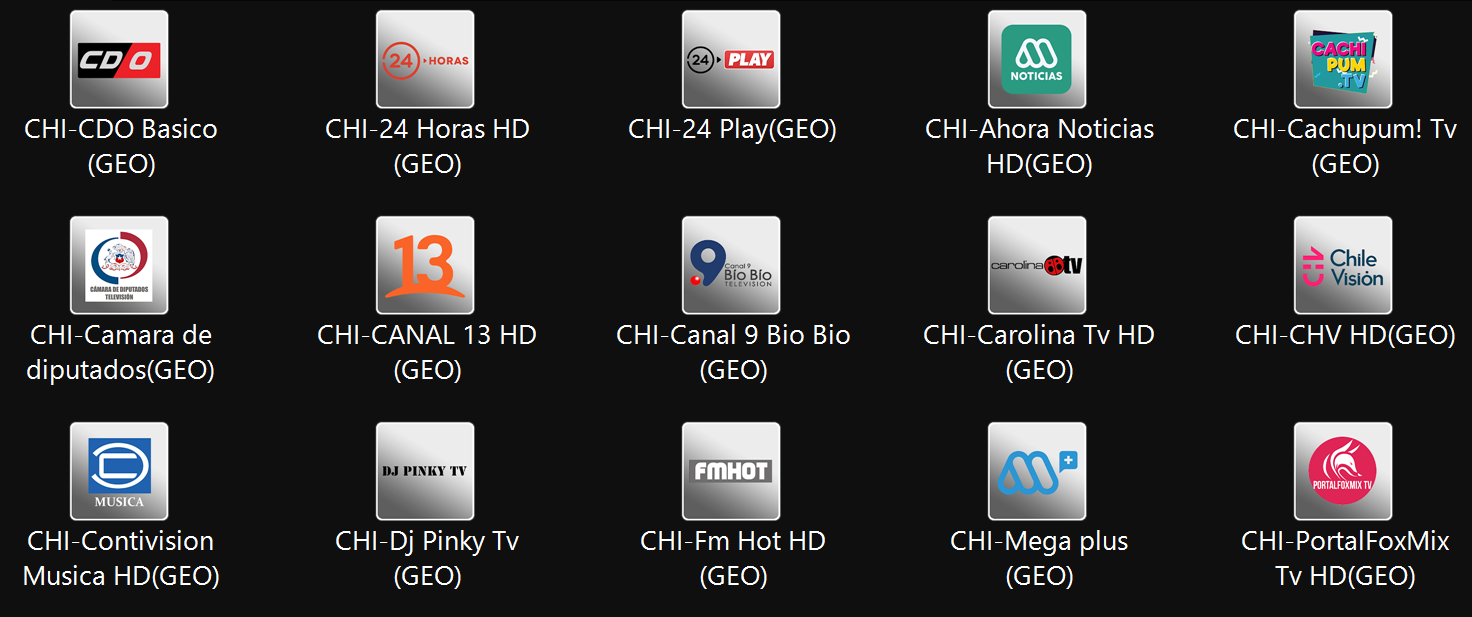 CDO
24 HORAS
24 PLAY
NOTICIAS
CACHI
PUM
.TV
CHI-CDO Basico
(GEO)
CHI-24 Horas HD
(GEO)
CHI-24 Play(GEO)
CHI-Ahora Noticias
HD(GEO)
CHI-Cachupum! Tv
(GEO)
CÁMARA DE DIPUTADOS
TELEVISIÓN
13
9
Canal 9
Bío Bío
TELEVISION
carolina tv
CHV
Chile
Visión
CHI-Camara de
diputados(GEO)
CHI-CANAL 13 HD
(GEO)
CHI-Canal 9 Bio Bio
(GEO)
CHI-Carolina Tv HD
(GEO)
CHI-CHV HD(GEO)
MUSICA
DJ PINKY TV
FMHOT
+
PORTALFOXMIX TV
CHI-Contivision
Musica HD(GEO)
CHI-Dj Pinky Tv
(GEO)
CHI-Fm Hot HD
(GEO)
CHI-Mega plus
(GEO)
CHI-PortalFoxMix
Tv HD(GEO)